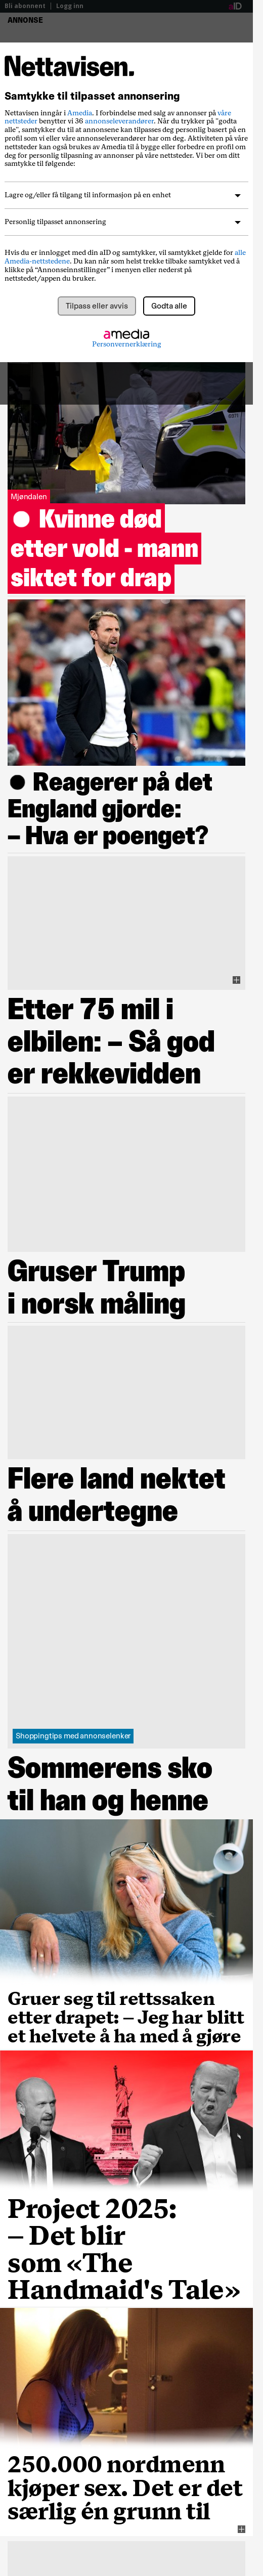 Bli abonnent | Logg inn
aID
ANNONSE
Nettavisen.
Samtykke til tilpasset annonsering
Nettavisen inngår i Amedia. I forbindelse med salg av annonser på våre
nettsteder benytter vi 36 annonseleverandører. Når du trykker på "godta
alle", samtykker du til at annonsene kan tilpasses deg personlig basert på en
profil som vi eller våre annonseleverandører har om deg. Aktiviteten på våre
nettsteder kan også brukes av Amedia til å bygge eller forbedre en profil om
deg for personlig tilpasning av annonser på våre nettsteder. Vi ber om ditt
samtykke til følgende:
Lagre og/eller få tilgang til informasjon på en enhet
Personlig tilpasset annonsering
Hvis du er innlogget med din aID og samtykker, vil samtykket gjelde for alle
Amedia-nettstedene. Du kan når som helst trekke tilbake samtykket ved å
klikke på “Annonseinnstillinger” i menyen eller nederst på
nettstedet/appen du bruker.
Tilpass eller avvis
Godta alle
amedia
Personvernerklæring
Mjøndalen
Kvinne død
etter vold - mann
siktet for drap
Reagerer på det
England gjorde:
– Hva er poenget?
Etter 75 mil i
elbilen: – Så god
er rekkevidden
Gruser Trump
i norsk måling
Flere land nektet
å undertegne
Shoppingtips med annonselenker
Sommerens sko
til han og henne
Gruer seg til rettssaken
etter drapet: – Jeg har blitt
et helvete å ha med å gjøre
Project 2025:
– Det blir
som «The
Handmaid's Tale»
250.000 nordmenn
kjøper sex. Det er det
særlig én grunn til